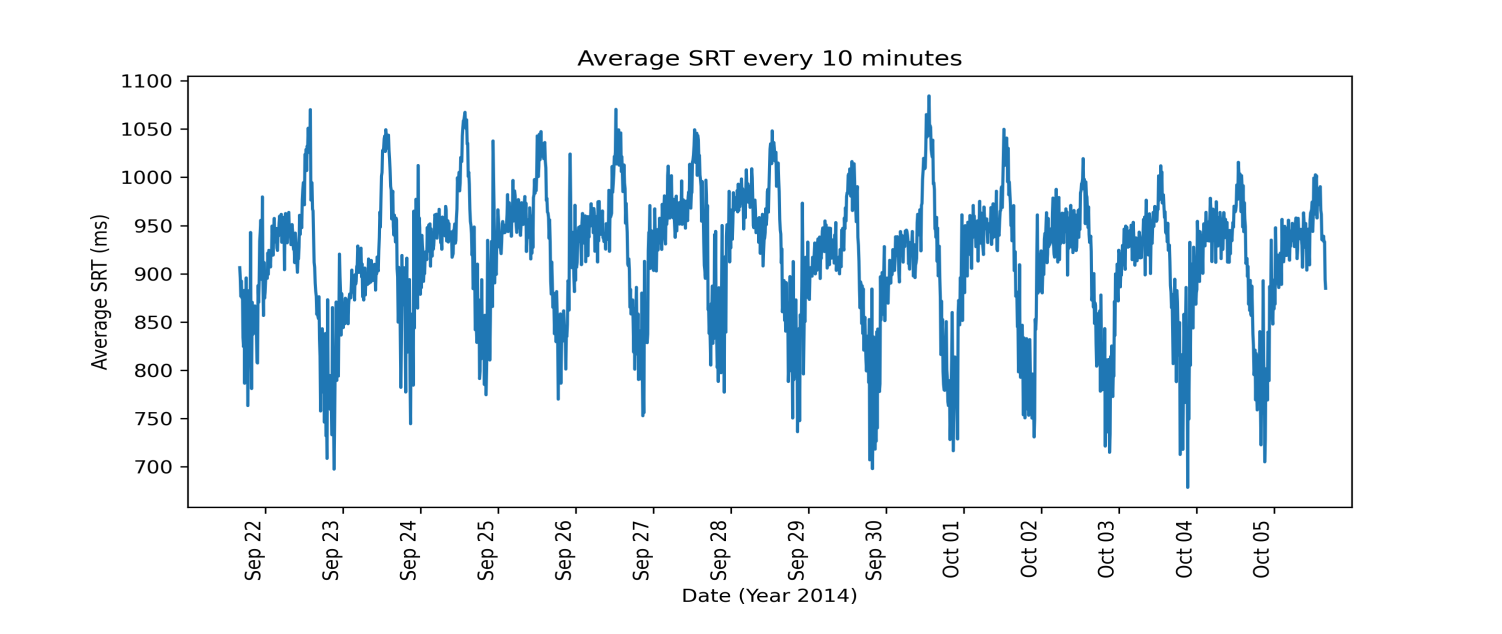 Average SRT every 10 minutes
1100
1050
1000
950
900
850
800
750
700
Average SRT (ms)
Sep 22
Sep 23
Sep 24
Sep 25
Sep 26
Sep 27
Sep 28
Sep 29
Sep 30
Oct 01
Oct 02
Oct 03
Oct 04
Oct 05
Date (Year 2014)